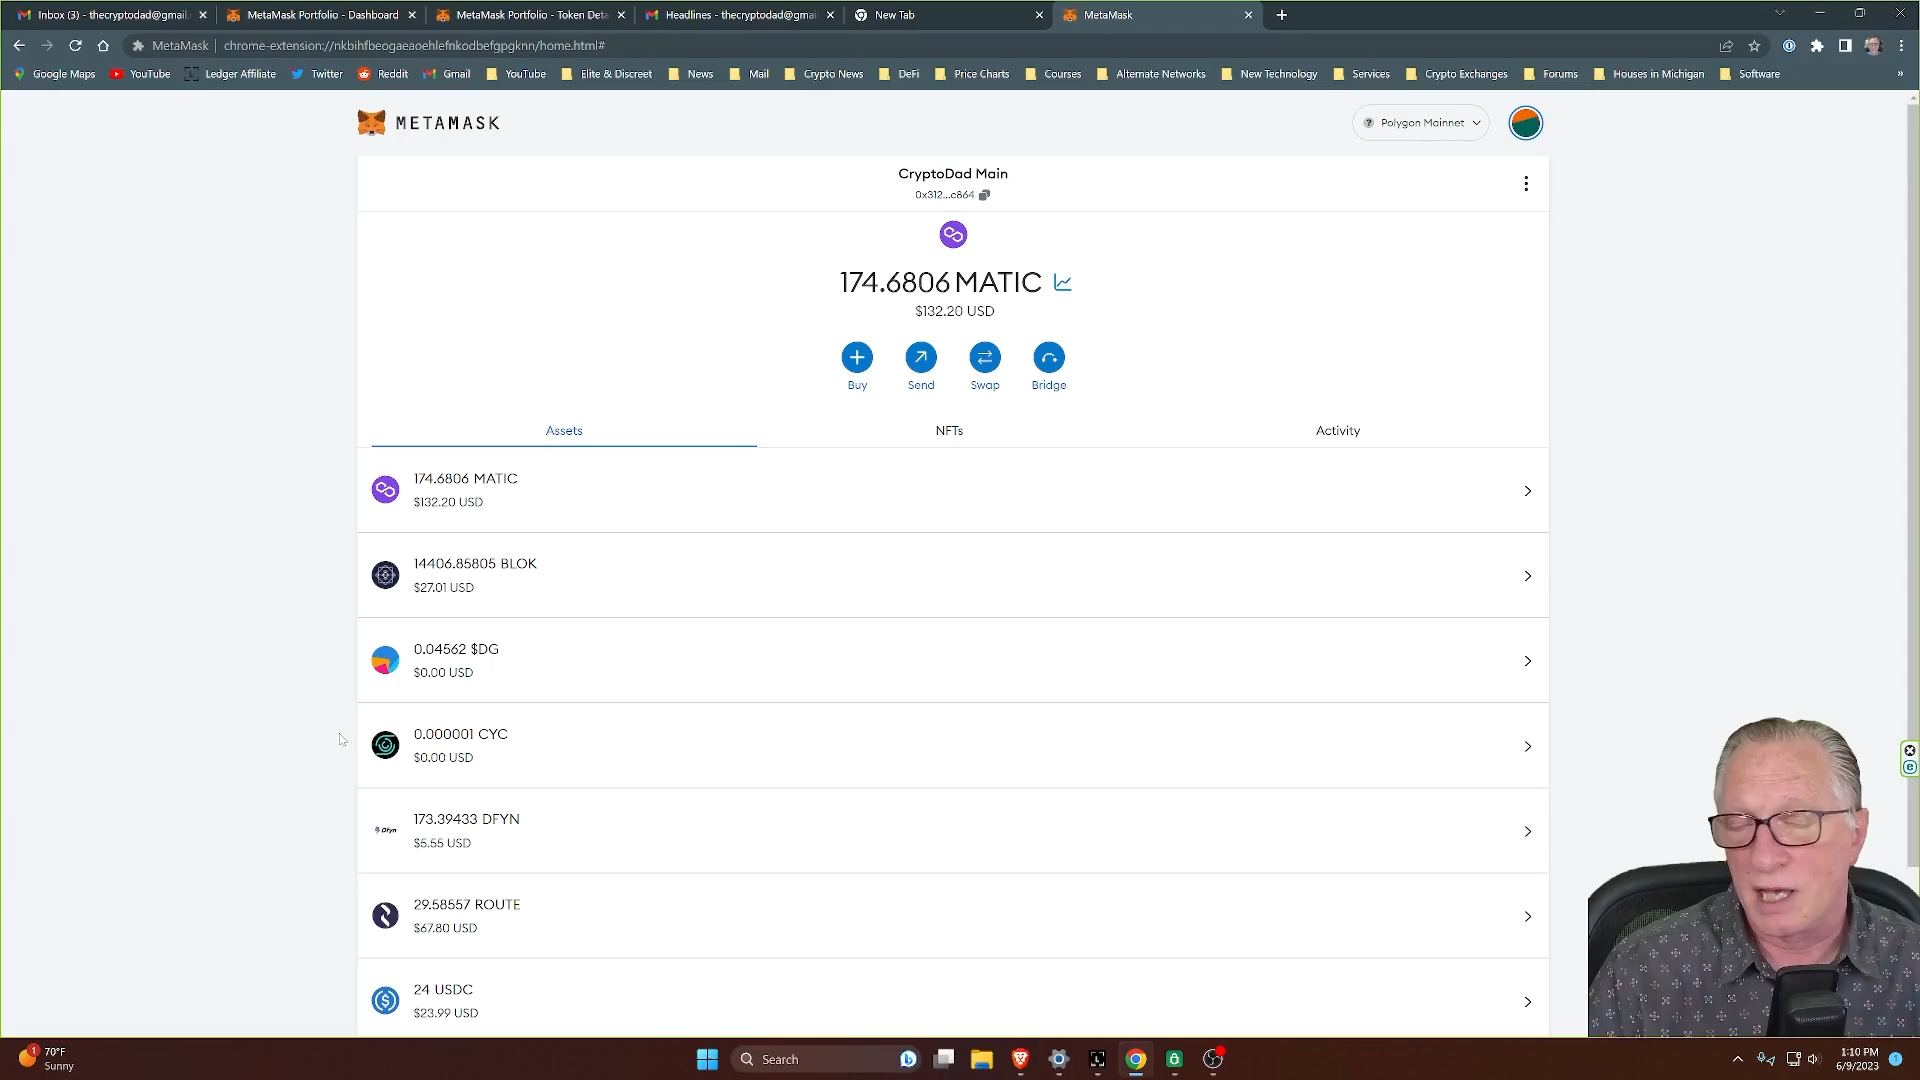 Inbox (3) - thecryptodad@gmail.
MetaMask Portfolio - Dashboard
MetaMask Portfolio - Token Deta
Headlines - thecryptodad@gmai
New Tab
MetaMask
MetaMask
chrome-extension://nkbihfbeogaeaoehlefnkodbefgpgknn/home.html#
Google Maps
YouTube
Ledger Affiliate
Twitter
Reddit
Gmail
YouTube
Elite & Discreet
News
Mail
Crypto News
DeFi
Price Charts
Courses
Alternate Networks
New Technology
Services
Crypto Exchanges
Forums
Houses in Michigan
Software
»
METAMASK
? Polygon Mainnet
CryptoDad Main
0x312...c864
174.6806 MATIC
$132.20 USD
Buy
Send
Swap
Bridge
Assets
NFTs
Activity
174.6806 MATIC
$132.20 USD
14406.85805 BLOK
$27.01 USD
0.04562 $DG
$0.00 USD
0.000001 CYC
$0.00 USD
Dfyn
173.39433 DFYN
$5.55 USD
29.58557 ROUTE
$67.80 USD
24 USDC
$23.99 USD
1
70°F
Sunny
Search
1:10 PM
6/9/2023
1